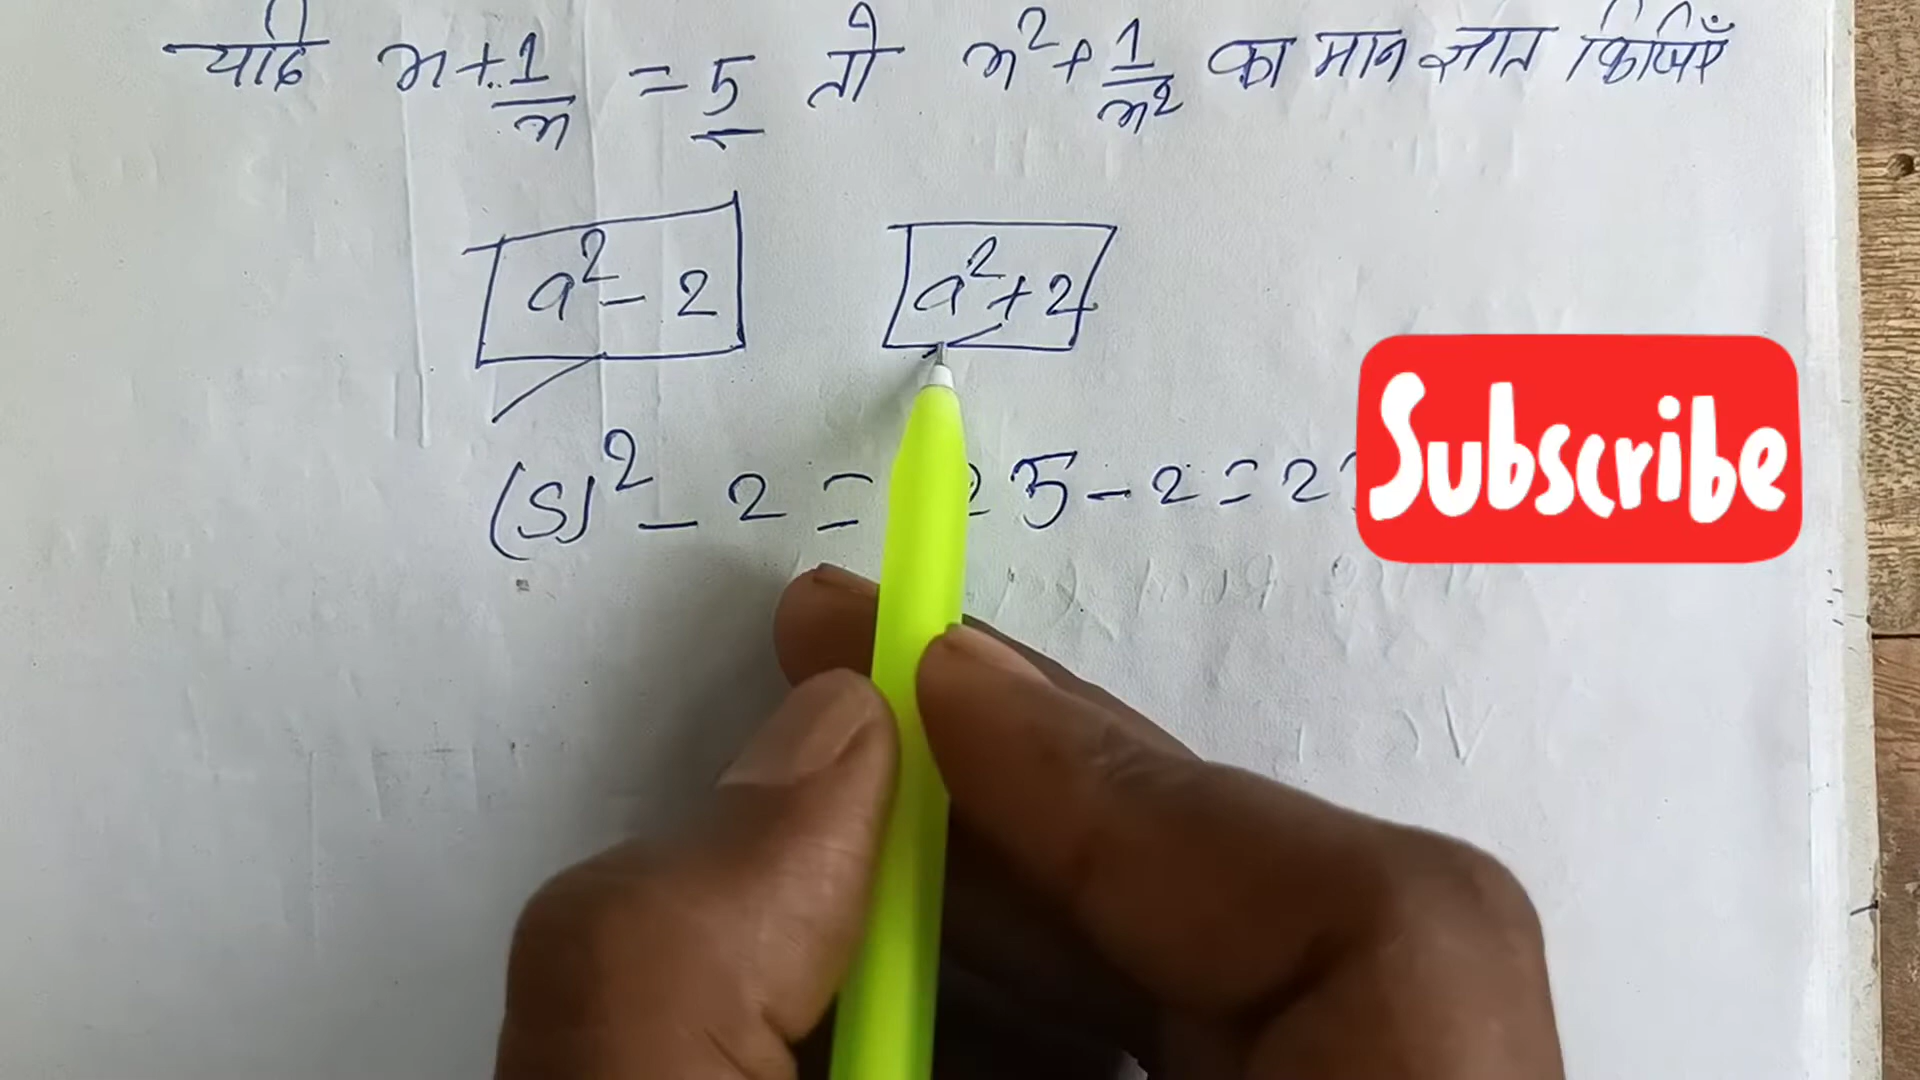 यदि x + 1/x = 5 तो x² + 1/x² का मान ज्ञात किजिएँ
a² - 2
a² + 2
(5)² - 2 = 25 - 2 = 2
Subscribe